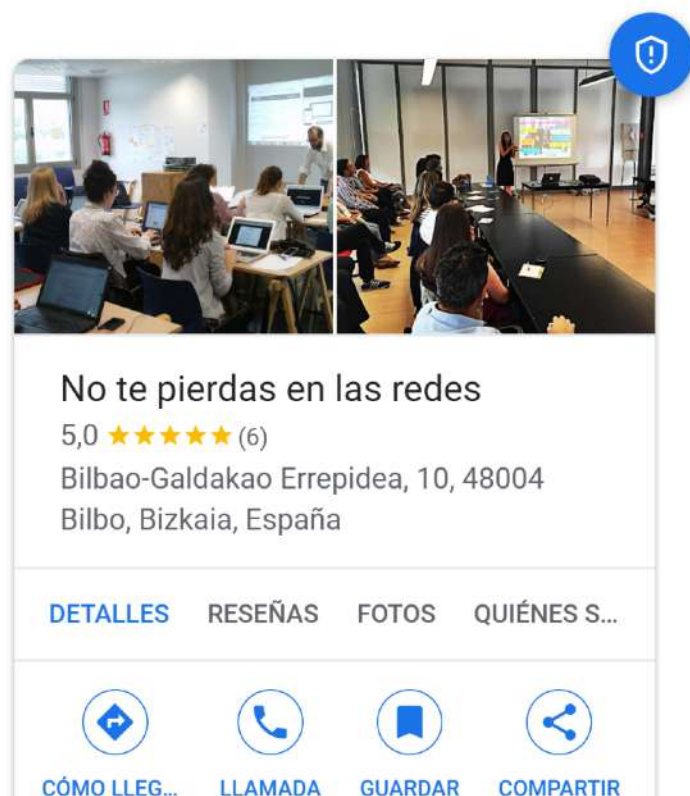 No te pierdas en las redes
5,0 ★★★★★ (6)
Bilbao-Galdakao Errepidea, 10, 48004
Bilbo, Bizkaia, España
DETALLES RESEÑAS FOTOS QUIÉNES S...
CÓMO LLEG... LLAMADA GUARDAR COMPARTIR